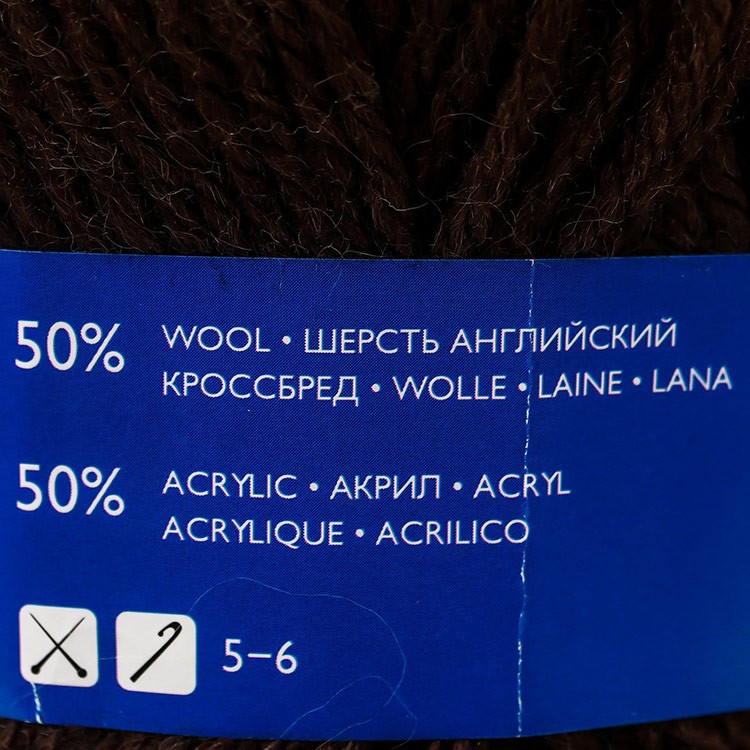 50% WOOL • ШЕРСТЬ АНГЛИЙСКИЙ
КРОССБРЕД • WOLLE • LAINE • LANA
50% ACRYLIC • АКРИЛ • ACRYL
ACRYLIQUE • ACRILICO
5–6